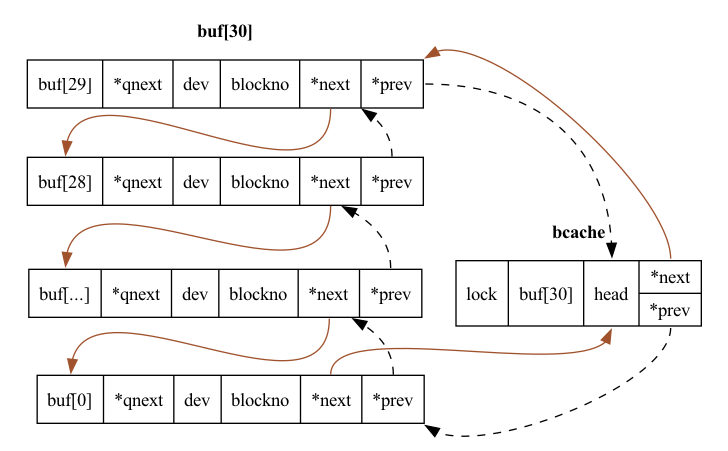 buf[30]
buf[29] *qnext dev blockno *next *prev
buf[28] *qnext dev blockno *next *prev
bcache
lock buf[30] head *next *prev
buf[...] *qnext dev blockno *next *prev
buf[0] *qnext dev blockno *next *prev